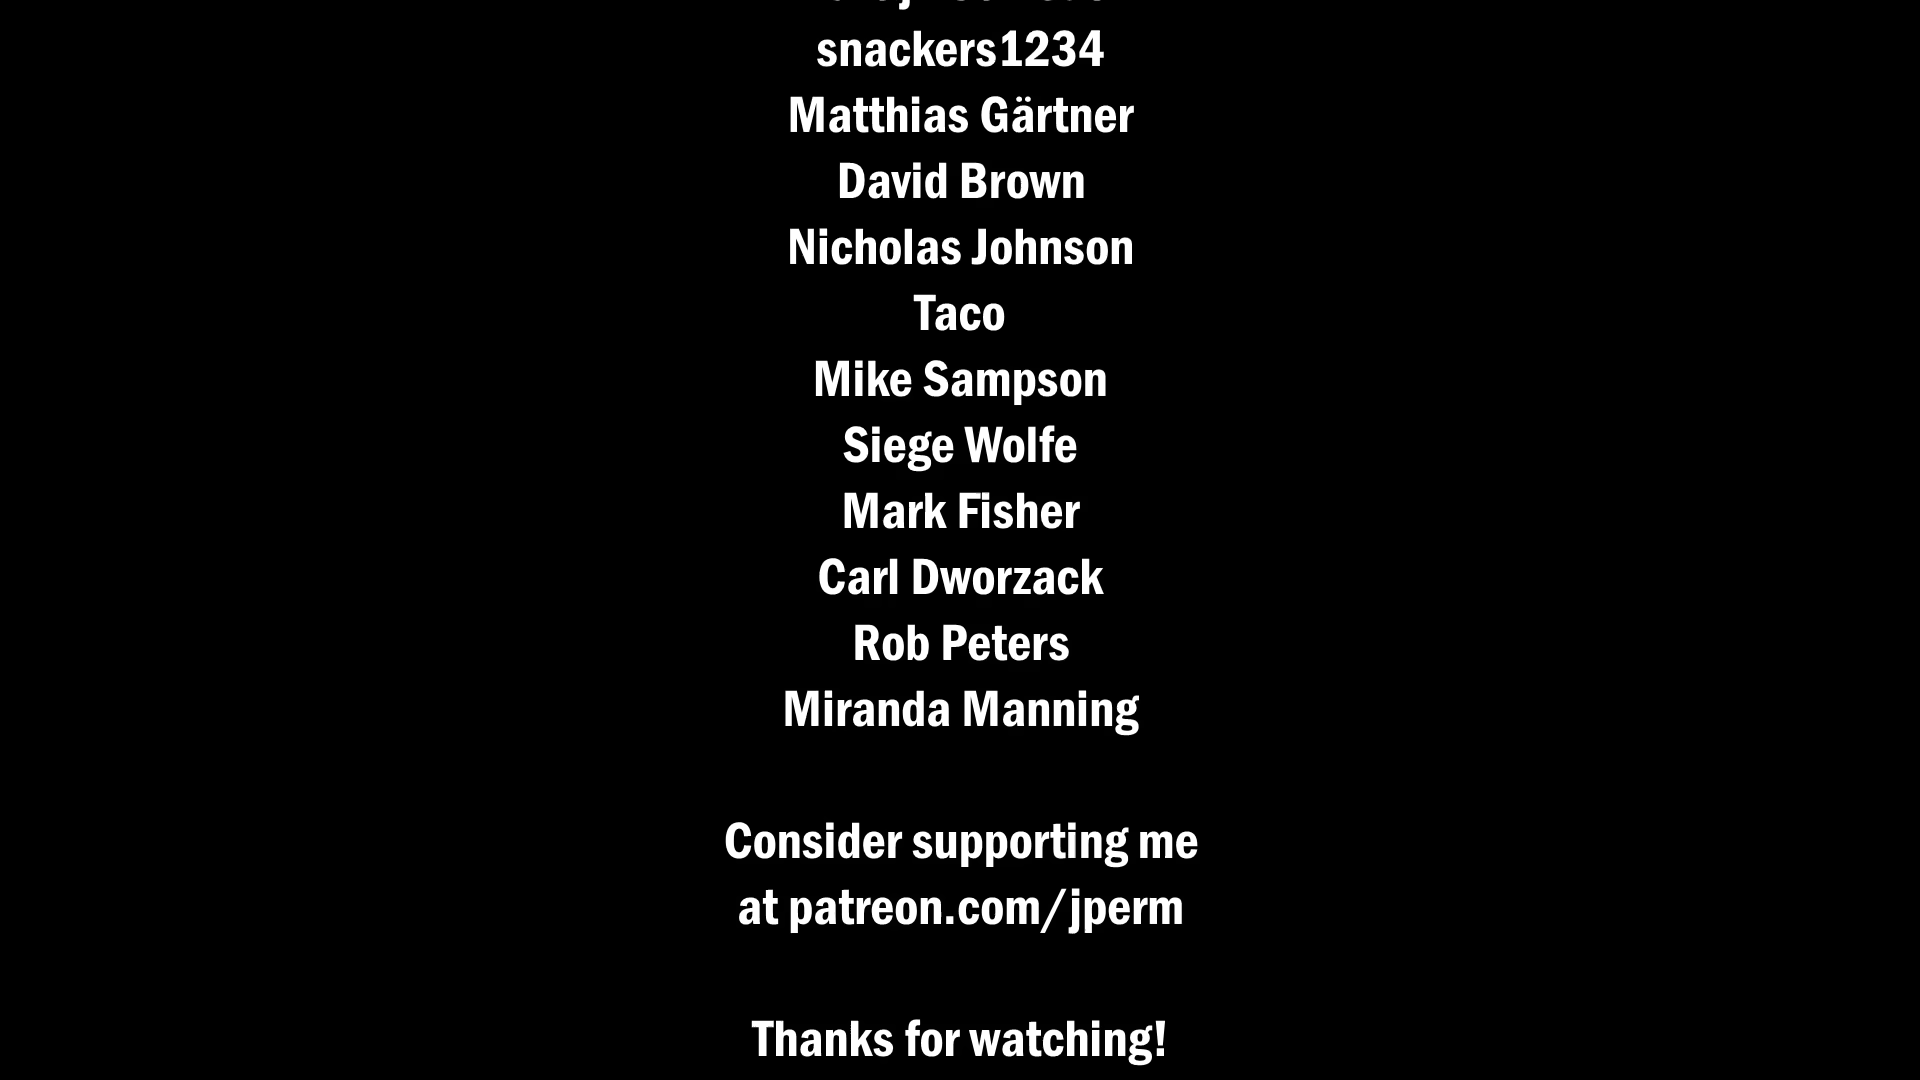 snackers1234
Matthias Gärtner
David Brown
Nicholas Johnson
Taco
Mike Sampson
Siege Wolfe
Mark Fisher
Carl Dworzack
Rob Peters
Miranda Manning
Consider supporting me
at patreon.com/jperm
Thanks for watching!